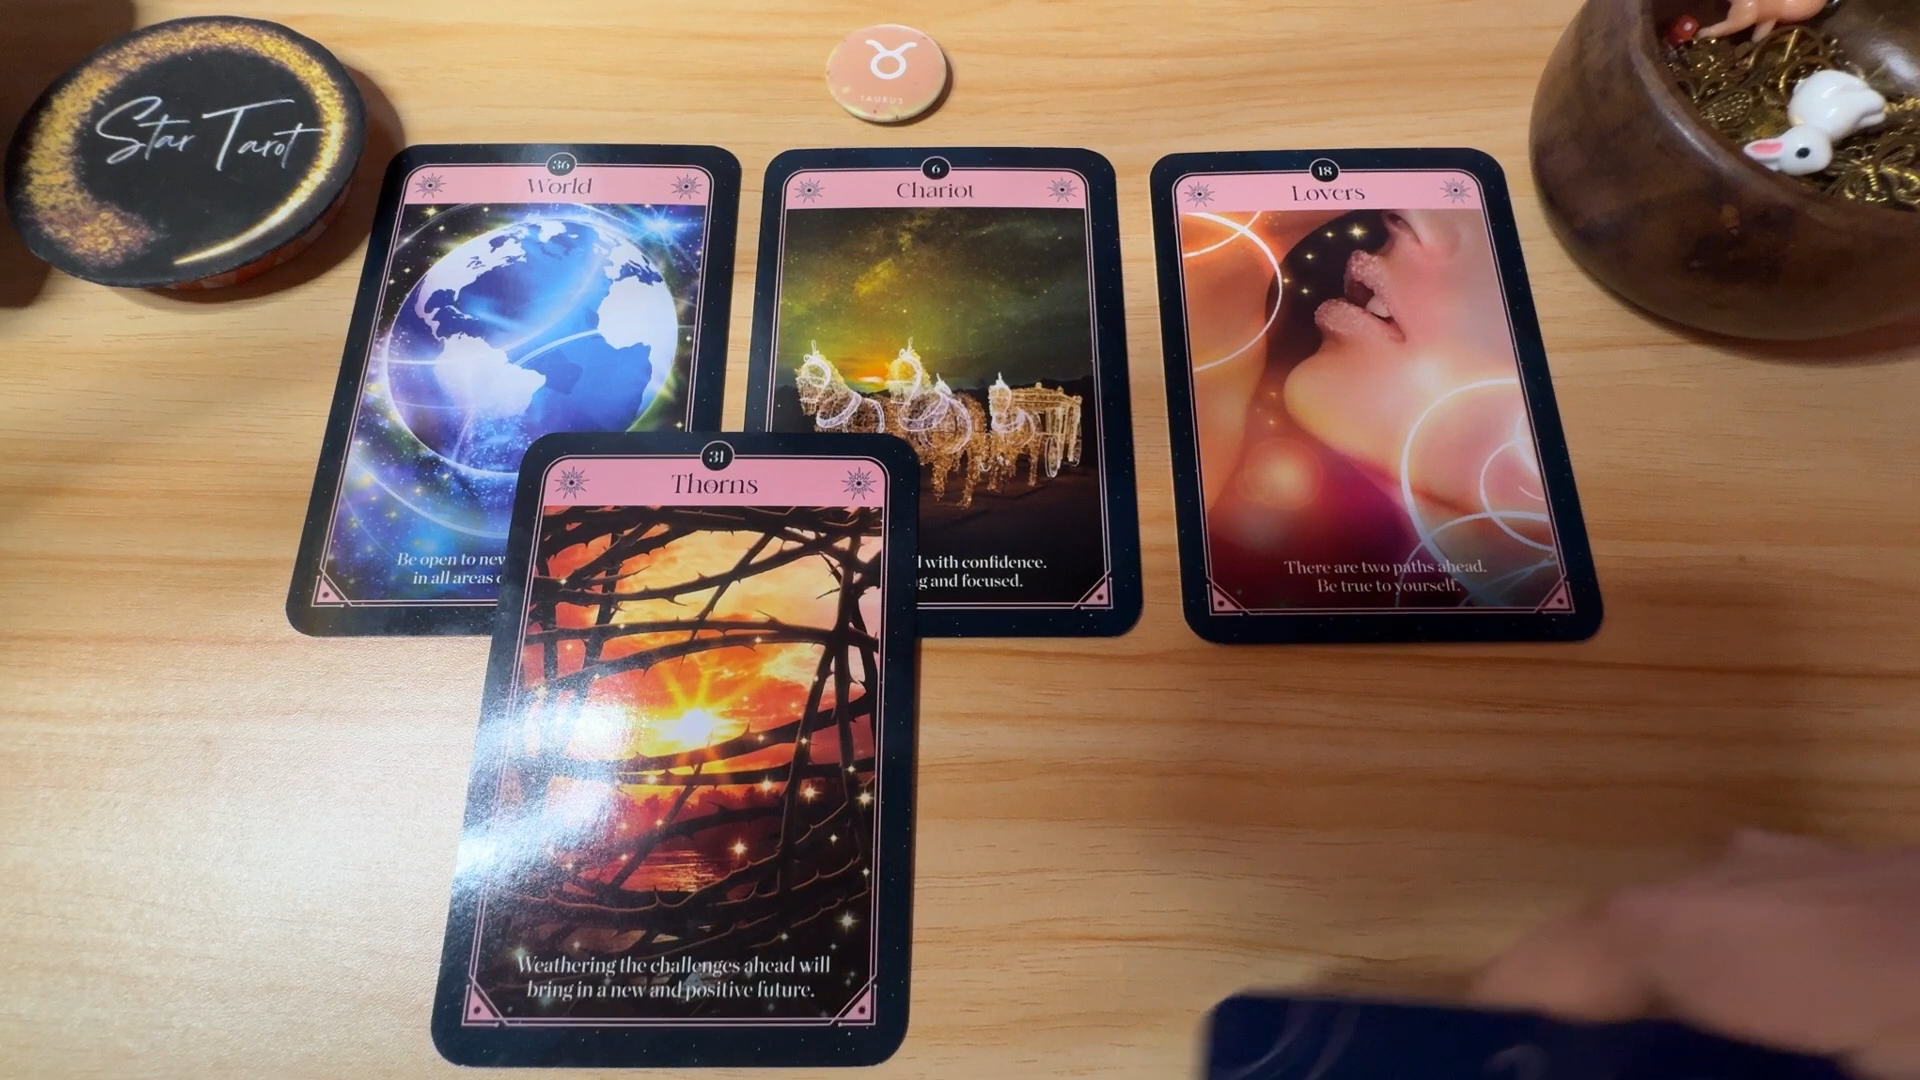 Star Tarot
TAURUS
36
World
Be open to new
in all areas
6
Chariot
with confidence.
and focused.
18
Lovers
There are two paths ahead.
Be true to yourself.
31
Thorns
Weathering the challenges ahead will
bring in a new and positive future.